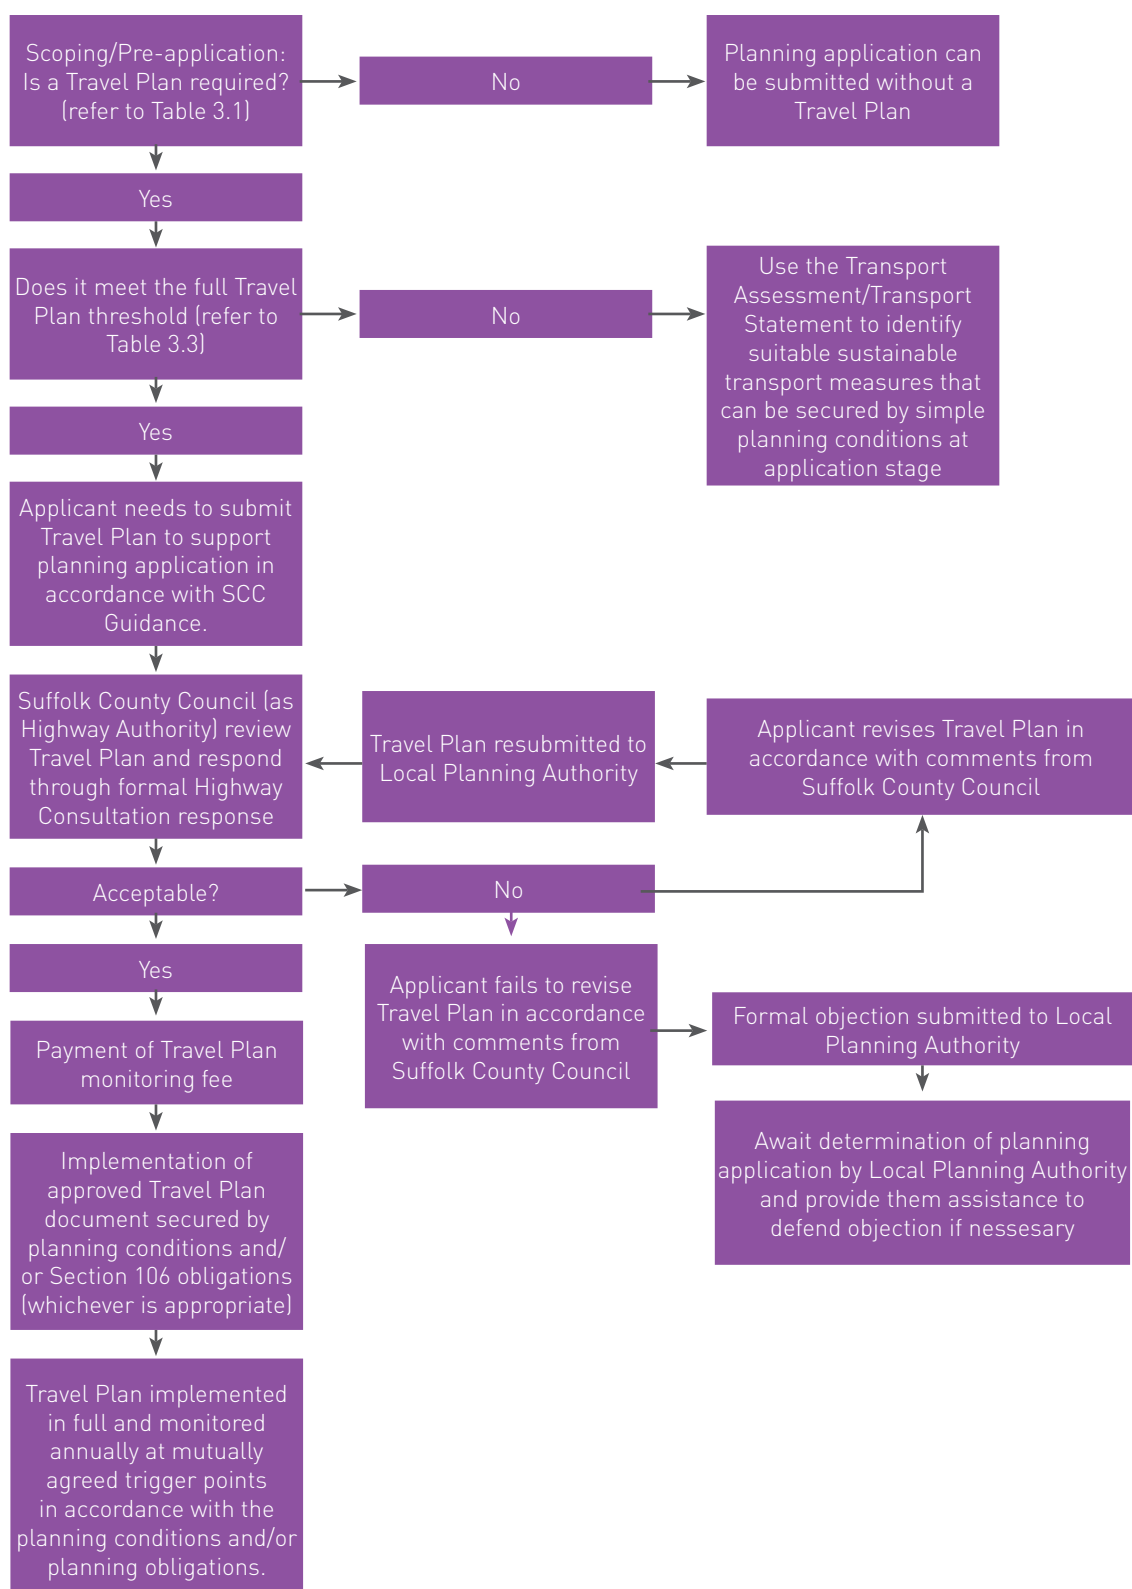 Scoping/Pre-application:
Is a Travel Plan required?
(refer to Table 3.1)
No
Planning application can
be submitted without a
Travel Plan
Yes
Does it meet the full Travel
Plan threshold (refer to
Table 3.3)
No
Use the Transport
Assessment/Transport
Statement to identify
suitable sustainable
transport measures that
can be secured by simple
planning conditions at
application stage
Yes
Applicant needs to submit
Travel Plan to support
planning application in
accordance with SCC
Guidance.
Suffolk County Council (as
Highway Authority) review
Travel Plan and respond
through formal Highway
Consultation response
Travel Plan resubmitted to
Local Planning Authority
Applicant revises Travel Plan in
accordance with comments from
Suffolk County Council
Acceptable?
No
Yes
Applicant fails to revise
Travel Plan in accordance
with comments from
Suffolk County Council
Formal objection submitted to Local
Planning Authority
Payment of Travel Plan
monitoring fee
Await determination of planning
application by Local Planning Authority
and provide them assistance to
defend objection if nessesary
Implementation of
approved Travel Plan
document secured by
planning conditions and/
or Section 106 obligations
(whichever is appropriate)
Travel Plan implemented
in full and monitored
annually at mutually
agreed trigger points
in accordance with the
planning conditions and/or
planning obligations.